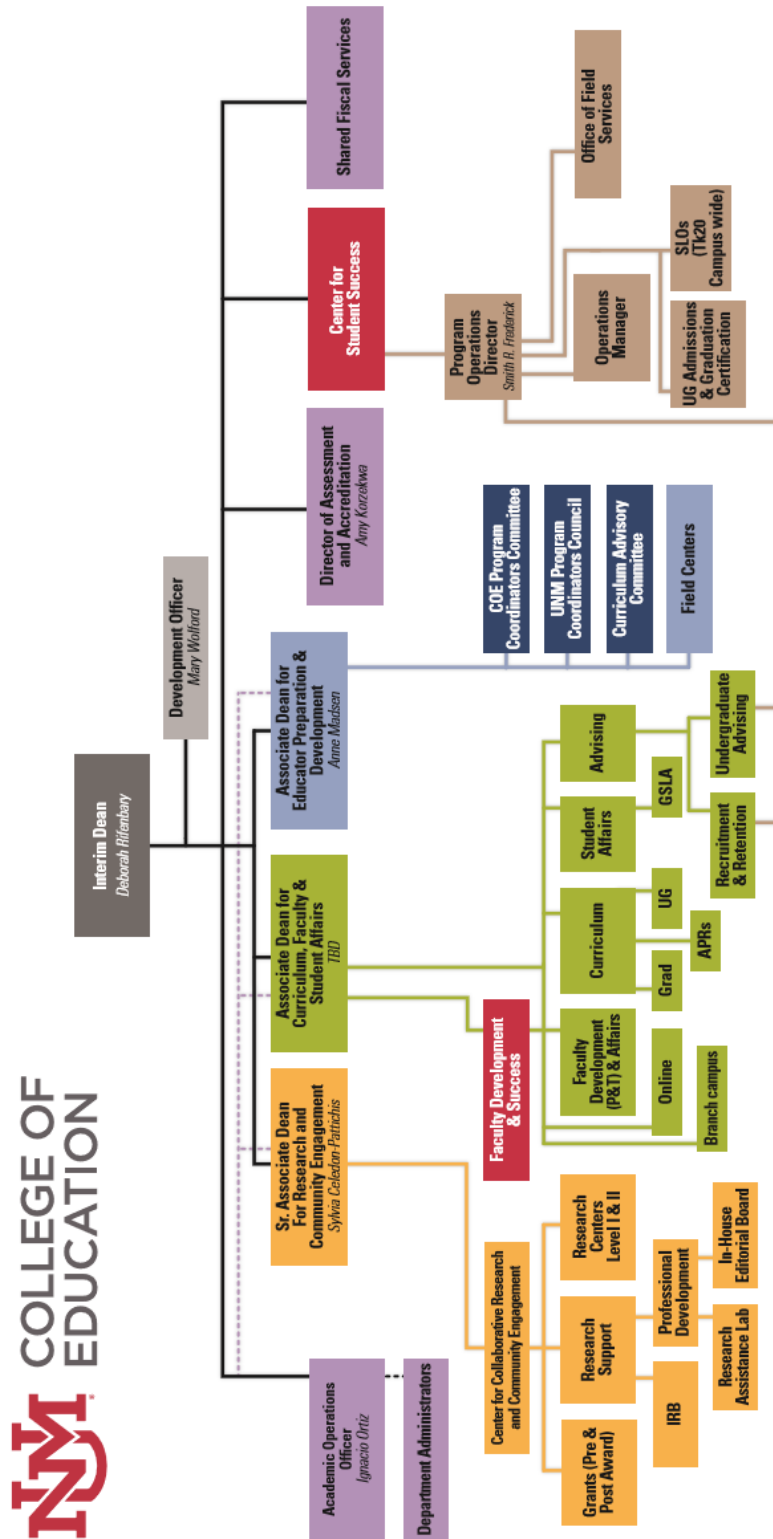 UNM
COLLEGE OF
EDUCATION
Interim Dean
Deborah Rifenbary
Development Officer
Mary Wolford
Academic Operations
Officer
Ignacio Ortiz
Department Administrators
Sr. Associate Dean
For Research and
Community Engagement
Sylvia Celedon-Pattichis
Associate Dean for
Curriculum, Faculty &
Student Affairs
TBD
Associate Dean for
Educator Preparation &
Development
Anne Madsen
Director of Assessment
and Accreditation
Amy Korzekwa
Center for
Student Success
Shared Fiscal Services
Center for Collaborative Research
and Community Engagement
Grants (Pre &
Post Award)
Research
Support
Research
Centers
Level I & II
IRB
Professional
Development
Research
Assistance Lab
In-House
Editorial Board
Faculty Development
& Success
Faculty
Development
(P&T) & Affairs
Curriculum
Student
Affairs
Advising
Online
Grad
UG
GSLA
Branch campus
APRs
Recruitment
& Retention
Undergraduate
Advising
COE Program
Coordinators Committee
UNM Program
Coordinators Council
Curriculum Advisory
Committee
Field Centers
Program
Operations
Director
Smith R. Frederick
Operations
Manager
Office of Field
Services
UG Admissions
& Graduation
Certification
SLOs
(Tk20
Campus wide)